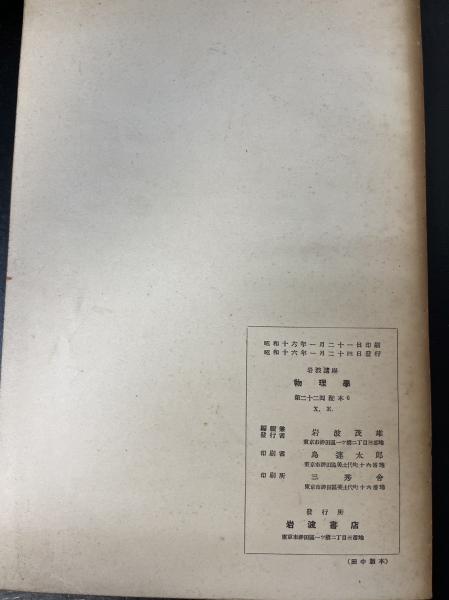 昭和十六年一月二十一日印刷
昭和十六年一月二十四日發行
岩波講座
物理學
第二十二囘配本
編輯兼
發行者 岩波茂雄
東京市神田區一ツ橋二丁目三番地
印刷者 島連太郎
東京市神田區美土代町十六番地
印刷所 三秀舍
東京市神田區美土代町十六番地
發行所
岩波書店
東京市神田區一ツ橋二丁目三番地
(田中製本)